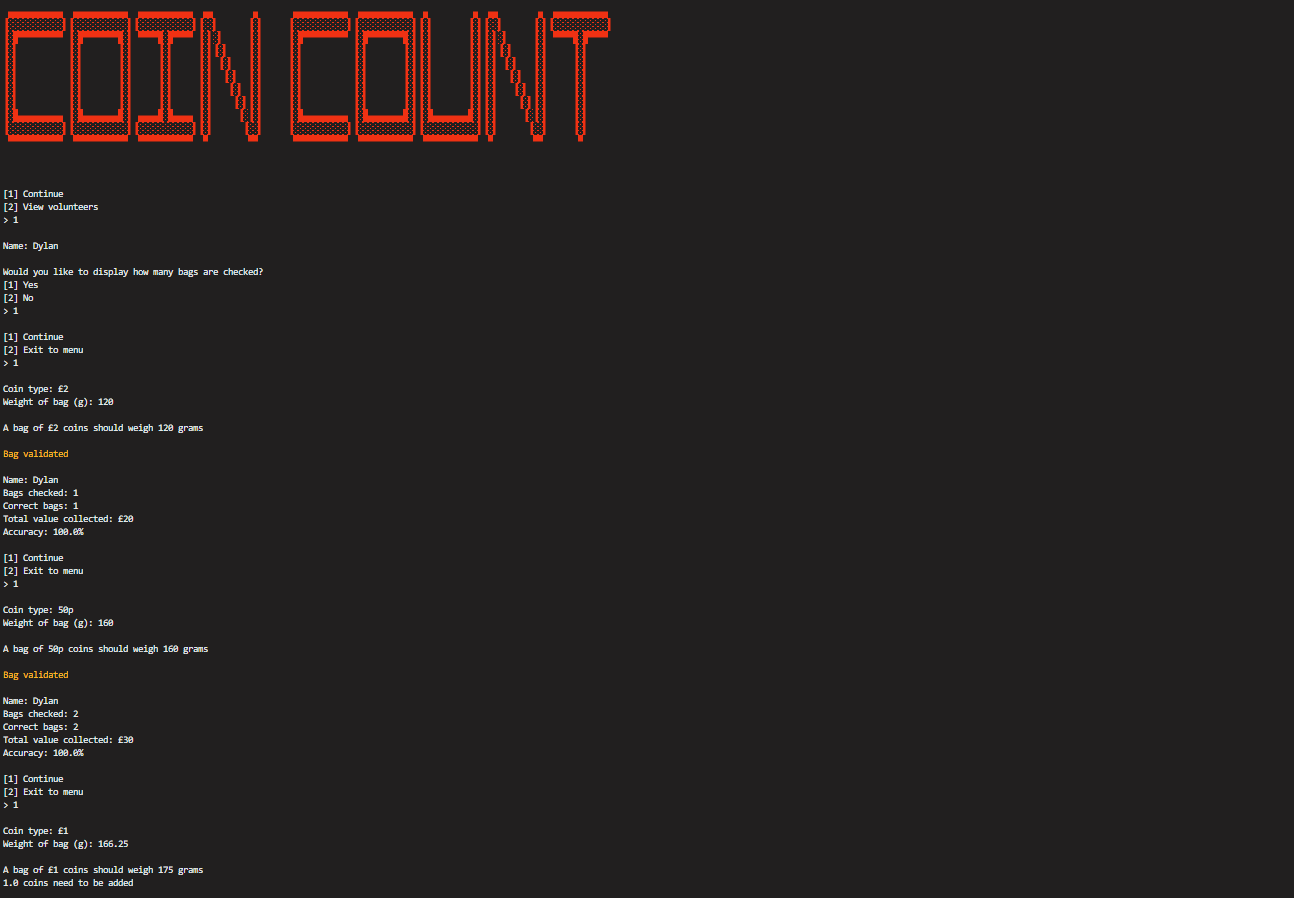 COIN COUNT
[1] Continue
[2] View volunteers
> 1
Name: Dylan
Would you like to display how many bags are checked?
[1] Yes
[2] No
> 1
[1] Continue
[2] Exit to menu
> 1
Coin type: £2
Weight of bag (g): 120
A bag of £2 coins should weigh 120 grams
Bag validated
Name: Dylan
Bags checked: 1
Correct bags: 1
Total value collected: £20
Accuracy: 100.0%
[1] Continue
[2] Exit to menu
> 1
Coin type: 50p
Weight of bag (g): 160
A bag of 50p coins should weigh 160 grams
Bag validated
Name: Dylan
Bags checked: 2
Correct bags: 2
Total value collected: £30
Accuracy: 100.0%
[1] Continue
[2] Exit to menu
> 1
Coin type: £1
Weight of bag (g): 166.25
A bag of £1 coins should weigh 175 grams
1.0 coins need to be added